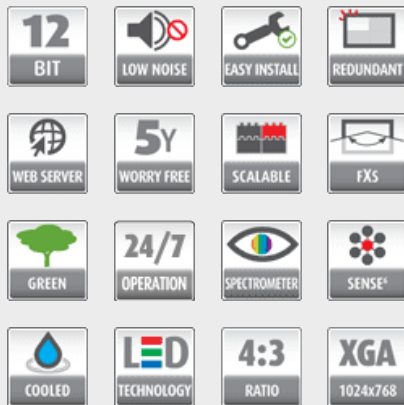 12
BIT
LOW NOISE
EASY INSTALL
REDUNDANT
WEB SERVER
5Y
WORRY FREE
SCALABLE
FXS
GREEN
24/7
OPERATION
SPECTROMETER
SENSE⁶
COOLED
LED
TECHNOLOGY
4:3
RATIO
XGA
1024x768